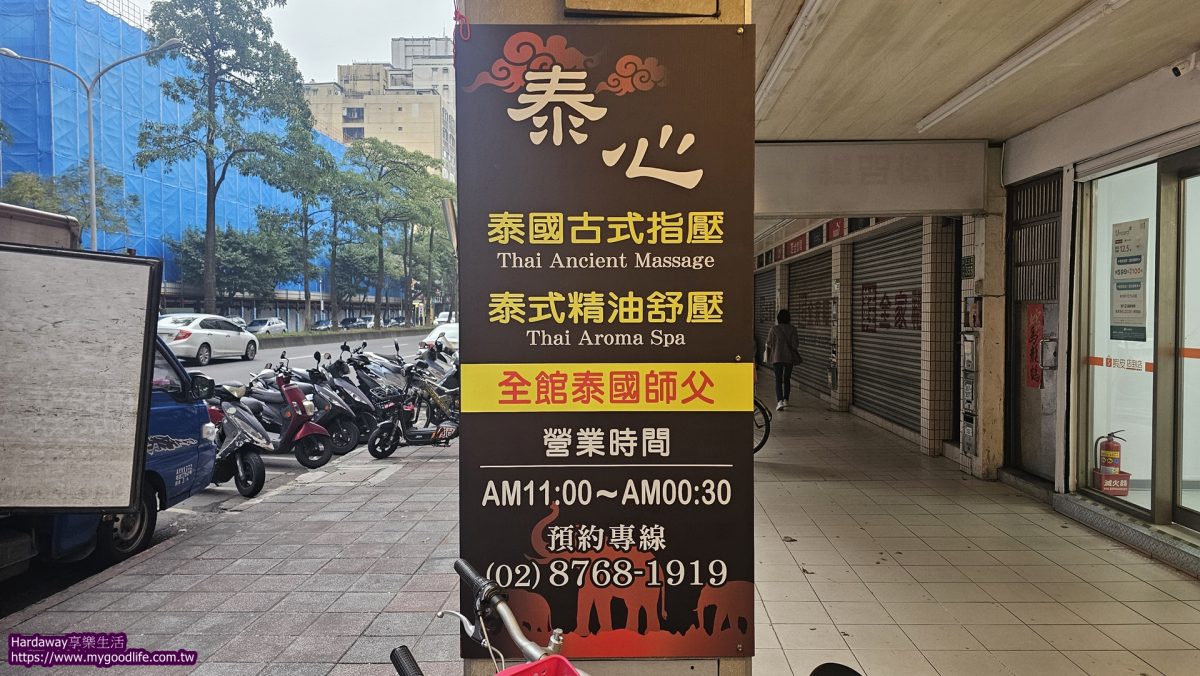 泰心
泰國古式指壓
Thai Ancient Massage
泰式精油舒壓
Thai Aroma Spa
全館泰國師父
營業時間
AM11:00～AM00:30
預約專線
(02) 8768-1919
滅火器
Hardaway享樂生活
https://www.mygoodlife.com.tw/